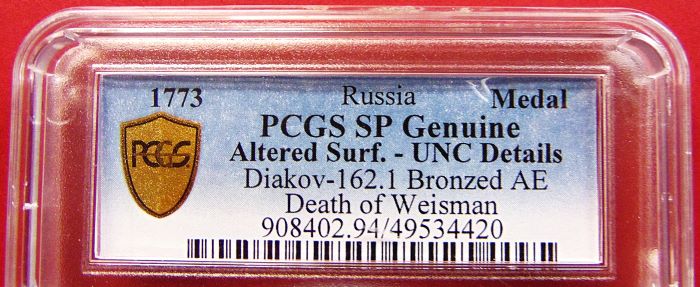 1773 Russia Medal
PCGS
PCGS SP Genuine
Altered Surf. - UNC Details
Diakov-162.1 Bronzed AE
Death of Weisman
908402.94/49534420